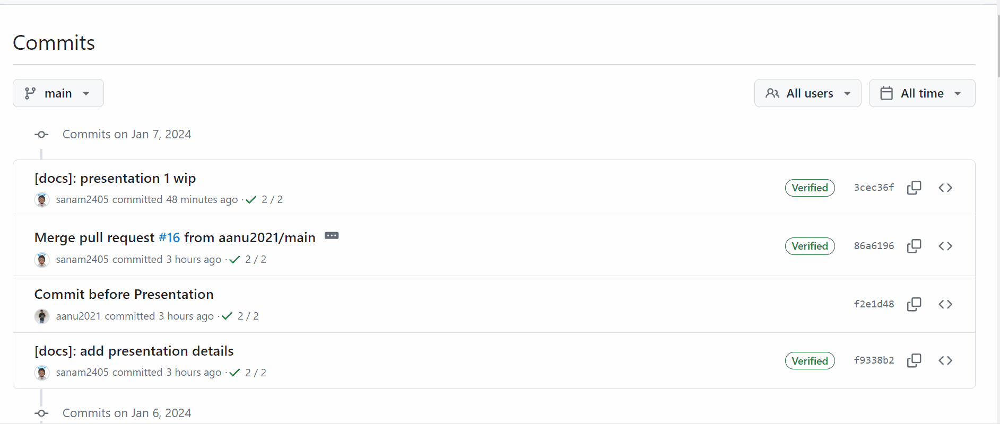 Commits
main
All users
All time
Commits on Jan 7, 2024
[docs]: presentation 1 wip
sanam2405 committed 48 minutes ago · 2 / 2
Verified
3cec36f
Merge pull request #16 from aanu2021/main
sanam2405 committed 3 hours ago · 2 / 2
Verified
86a6196
Commit before Presentation
aanu2021 committed 3 hours ago · 2 / 2
f2e1d48
[docs]: add presentation details
sanam2405 committed 3 hours ago · 2 / 2
Verified
f9338b2
Commits on Jan 6, 2024